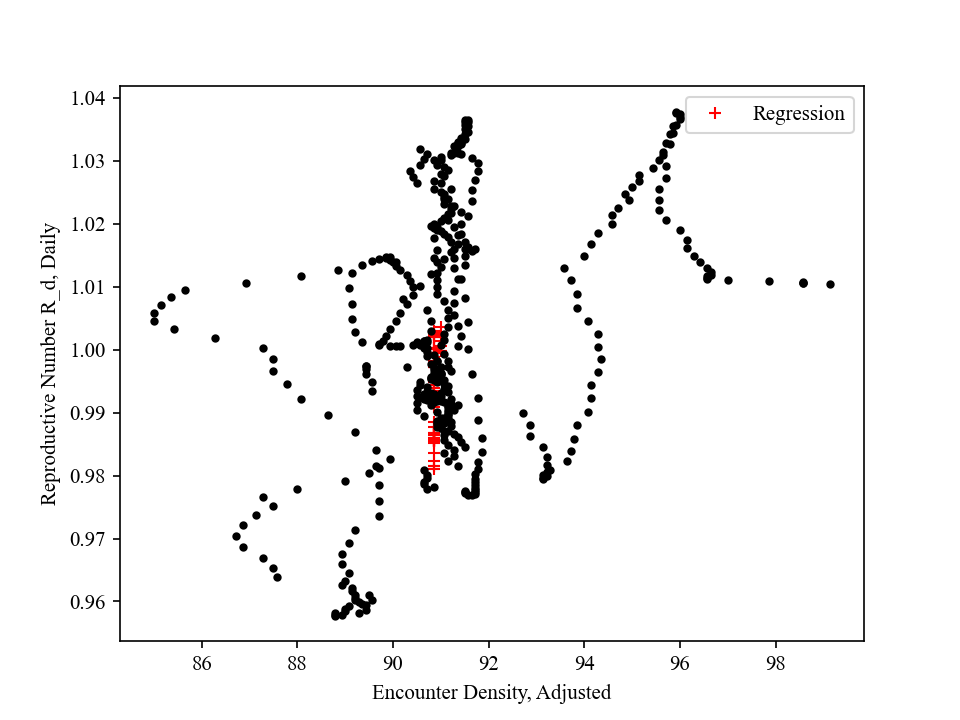 Regression
1.04
1.03
1.02
1.01
1.00
0.99
0.98
0.97
0.96
Reproductive Number R_d, Daily
86 88 90 92 94 96 98
Encounter Density, Adjusted